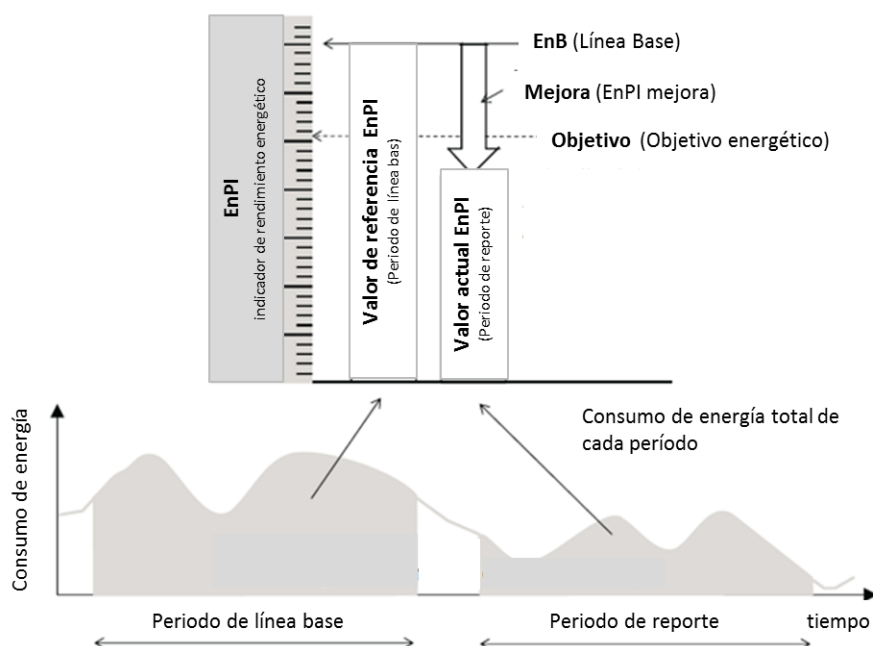 EnPI
indicador de rendimiento energético
Valor de referencia EnPI
(Periodo de línea bas)
Valor actual EnPI
(Periodo de reporte)
EnB (Línea Base)
Mejora (EnPI mejora)
Objetivo (Objetivo energético)
Consumo de energía total de
cada período
Consumo de energía
Periodo de línea base
Periodo de reporte
tiempo